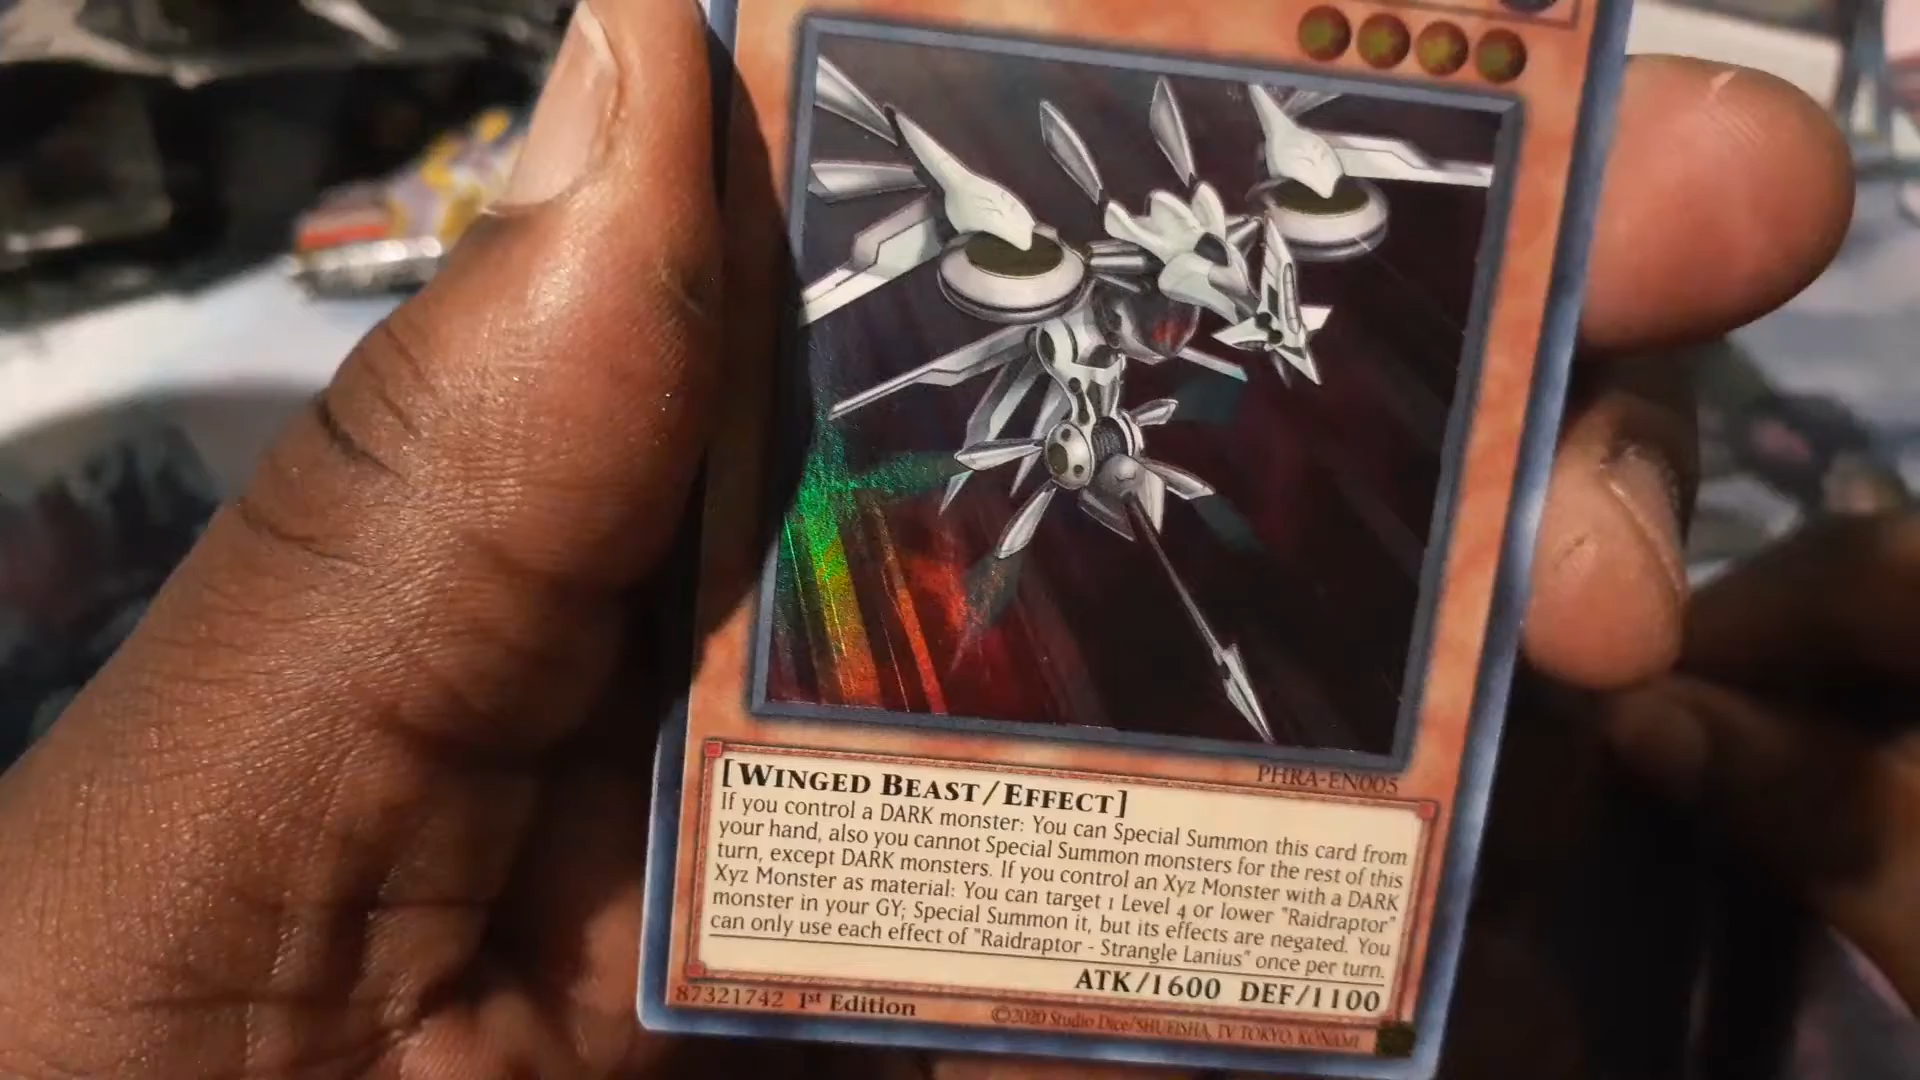 PHRA-EN005
[WINGED BEAST/EFFECT]
If you control a DARK monster: You can Special Summon this card from
your hand, also you cannot Special Summon monsters for the rest of this
turn, except DARK monsters. If you control an Xyz Monster with a DARK
Xyz Monster as material: You can target 1 Level 4 or lower "Raidraptor"
monster in your GY; Special Summon it, but its effects are negated. You
can only use each effect of "Raidraptor - Strangle Lanius" once per turn.
ATK/1600 DEF/1100
87321742 1st Edition
©2020 Studio Dice/SHUEISHA, TV TOKYO, KONAMI